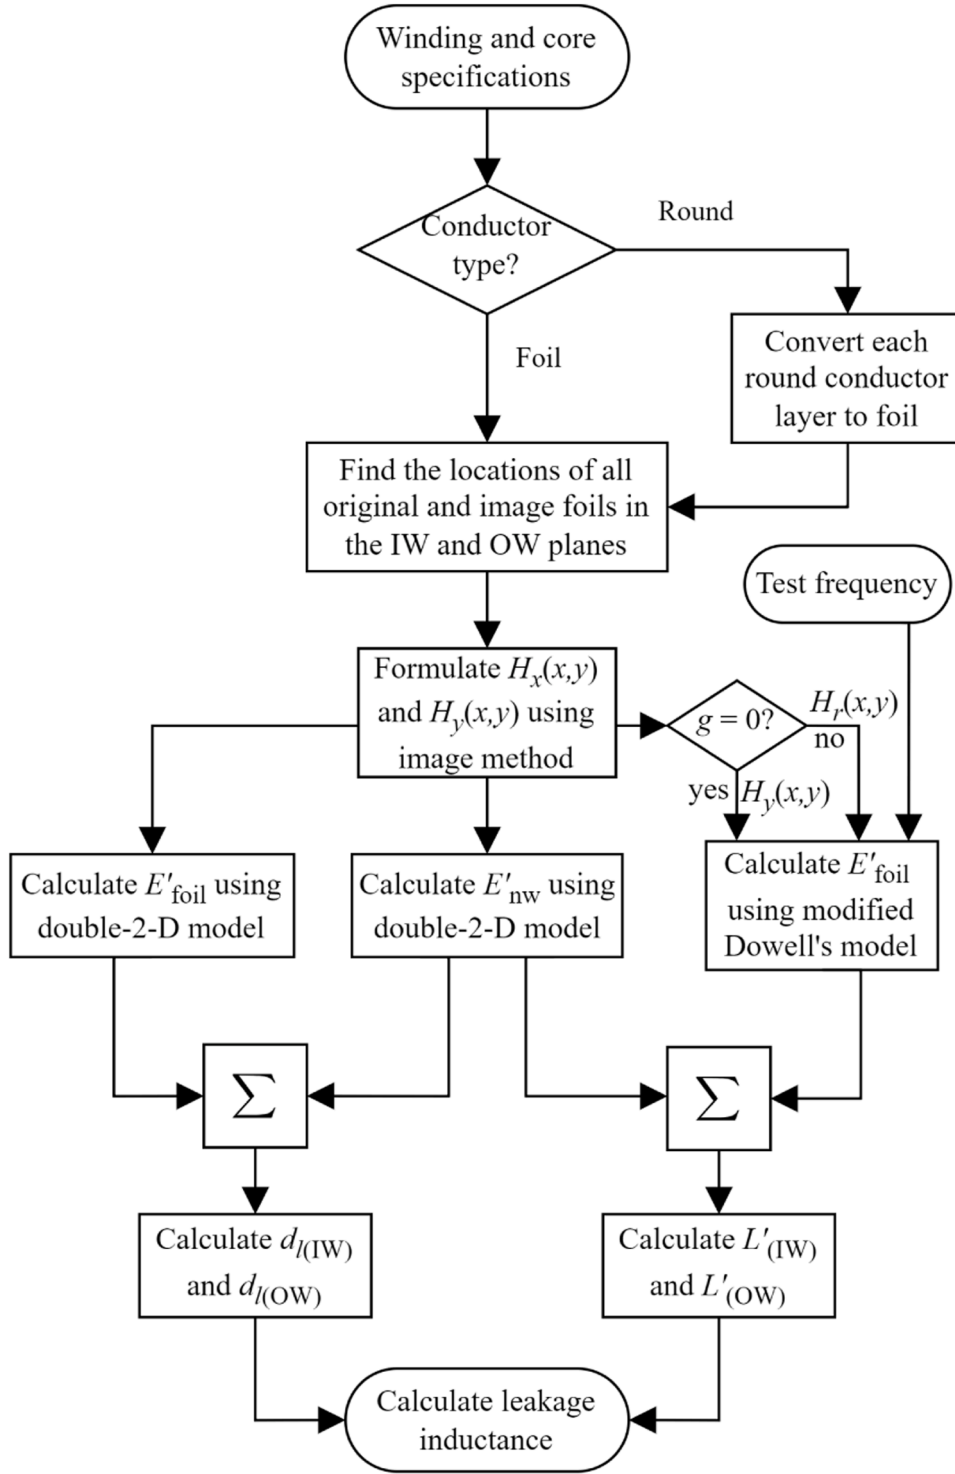 Winding and core
specifications
Conductor
type?
Round
Foil
Convert each
round conductor
layer to foil
Find the locations of all
original and image foils in
the IW and OW planes
Test frequency
Formulate Hx(x,y)
and Hy(x,y) using
image method
g = 0?
Hr(x,y)
no
yes
Hy(x,y)
Calculate E′foil using
double-2-D model
Calculate E′nw using
double-2-D model
Calculate E′foil
using modified
Dowell's model
∑
∑
Calculate dl(IW)
and dl(OW)
Calculate L′(IW)
and L′(OW)
Calculate leakage
inductance